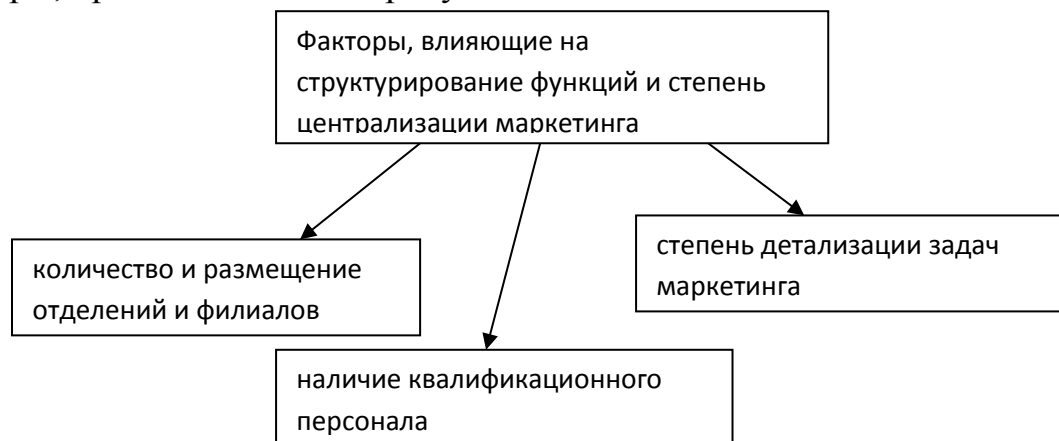 Факторы, влияющие на
структурирование функций и степень
централизации маркетинга
количество и размещение
отделений и филиалов
степень детализации задач
маркетинга
наличие квалификационного
персонала